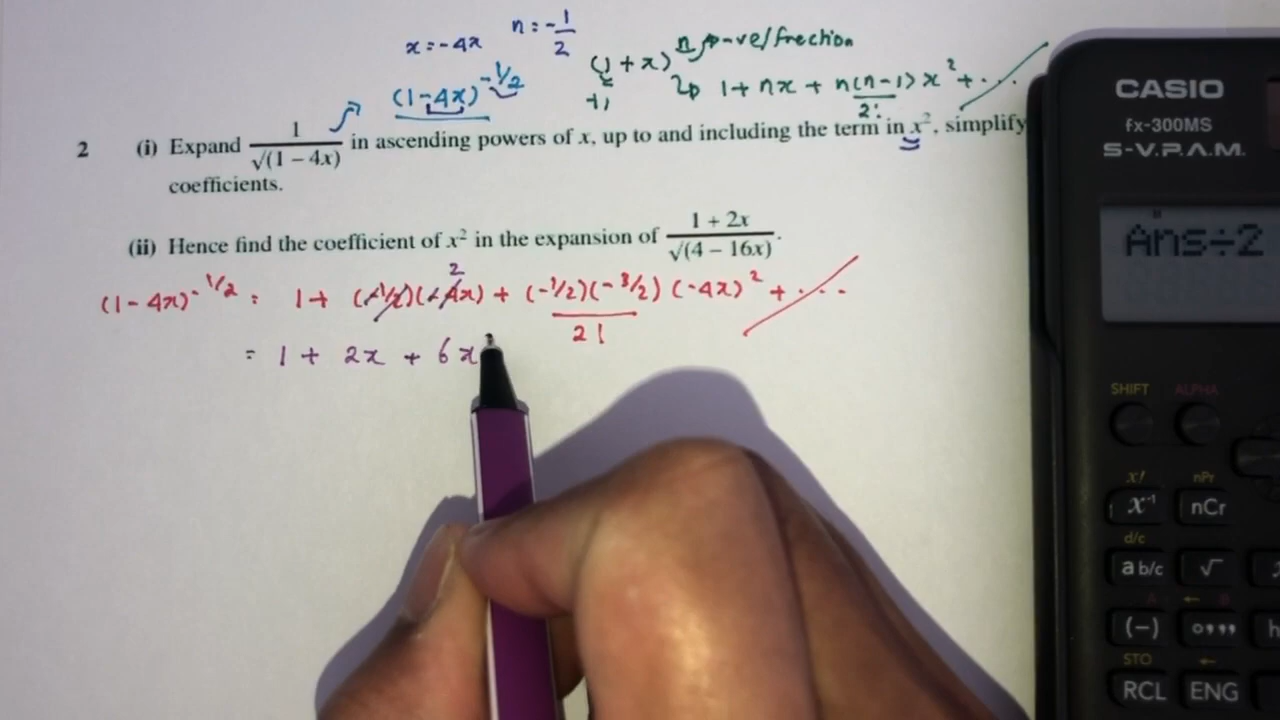 x = -4x n = -1/2
(1-4x)^-1/2
(1+x)^n n → -ve/fraction
+1 ↳ 1 + nx + n(n-1)x² + ...
2!
2 (i) Expand 1/√(1 – 4x) in ascending powers of x, up to and including the term in x², simplify
coefficients.
(ii) Hence find the coefficient of x² in the expansion of (1 + 2x)/√(4 – 16x).
(1-4x)^-1/2 = 1 + (-1/2)(-4x) + (-1/2)(-3/2)(-4x)² + ...
2
2!
= 1 + 2x + 6x
CASIO
fx-300MS
S-V.P.A.M.
Ans÷2
SHIFT ALPHA
x! nPr
x⁻¹ nCr
d/c
a b/c √
A ← B
(–) o,,,
STO ←
RCL ENG